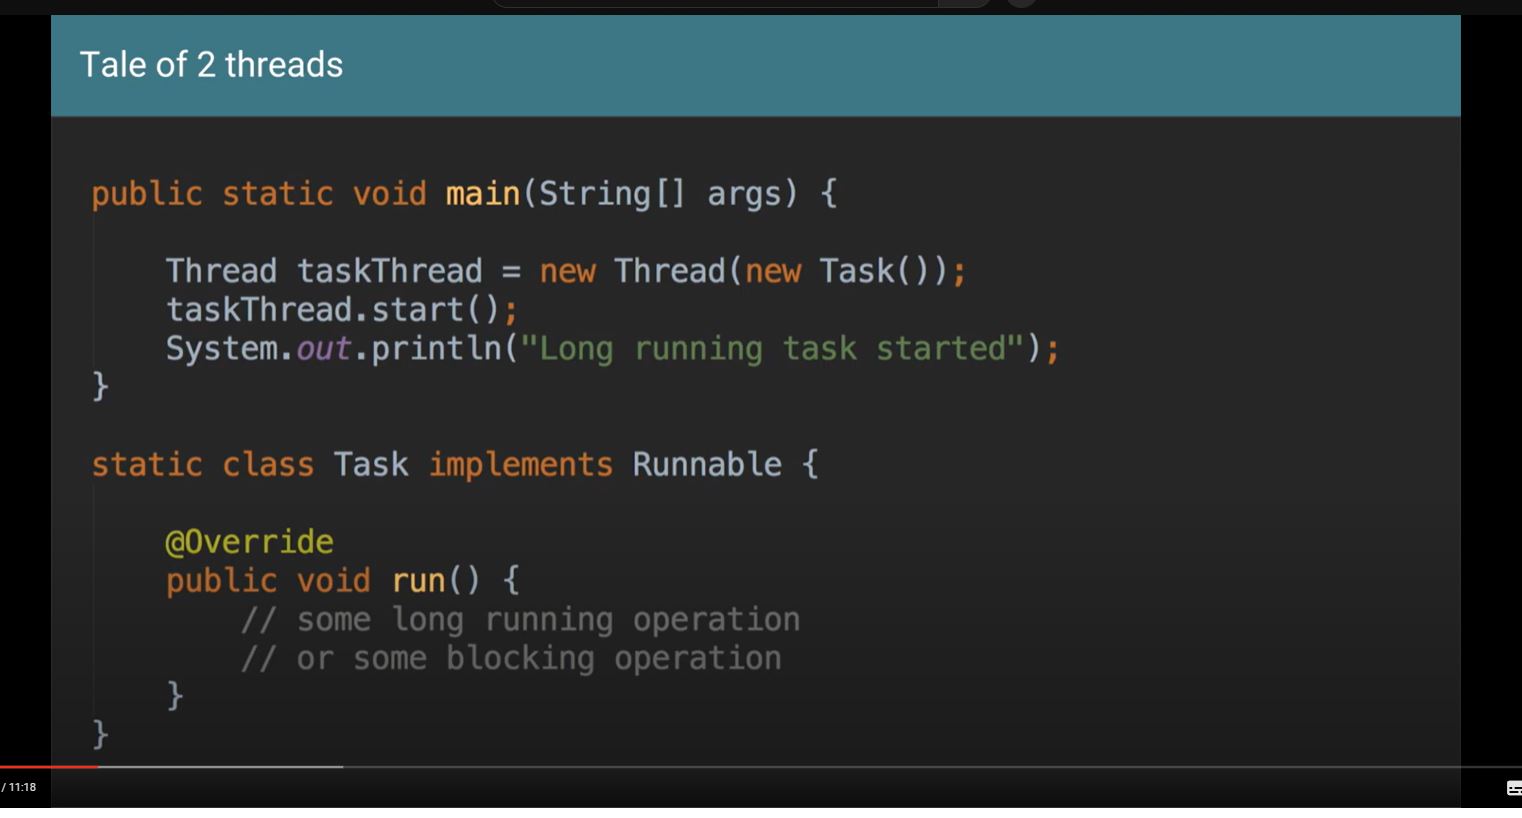 Tale of 2 threads
public static void main(String[] args) {
Thread taskThread = new Thread(new Task());
taskThread.start();
System.out.println("Long running task started");
}
static class Task implements Runnable {
@Override
public void run() {
// some long running operation
// or some blocking operation
}
}
/ 11:18